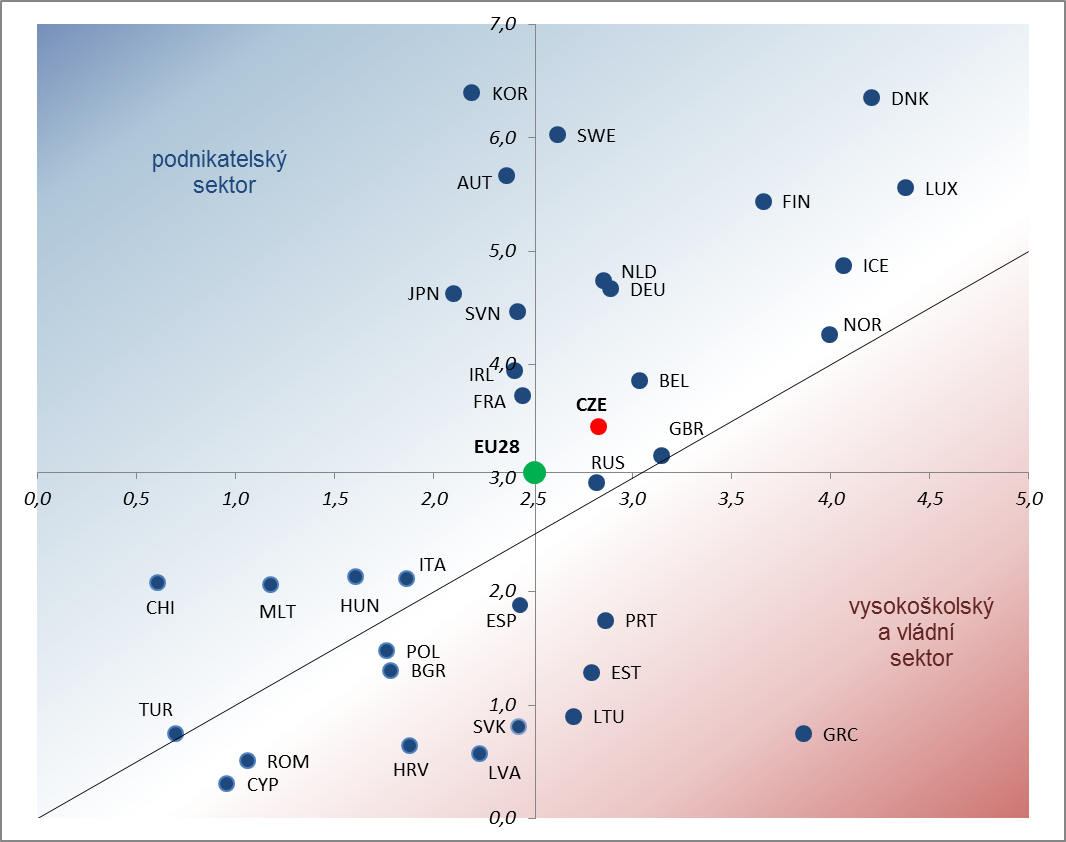 7,0
KOR
DNK
SWE
6,0
podnikatelský
sektor
AUT
LUX
FIN
5,0
ICE
NLD
DEU
JPN
SVN
NOR
4,0
IRL
BEL
FRA
CZE
GBR
EU28
RUS
3,0
0,0 0,5 1,0 1,5 2,0 2,5 3,0 3,5 4,0 4,5 5,0
ITA
2,0
CHI
MLT
HUN
ESP
PRT
vysokoškolský
a vládní
sektor
POL
BGR
EST
1,0
TUR
LTU
SVK
GRC
ROM
HRV
LVA
CYP
0,0